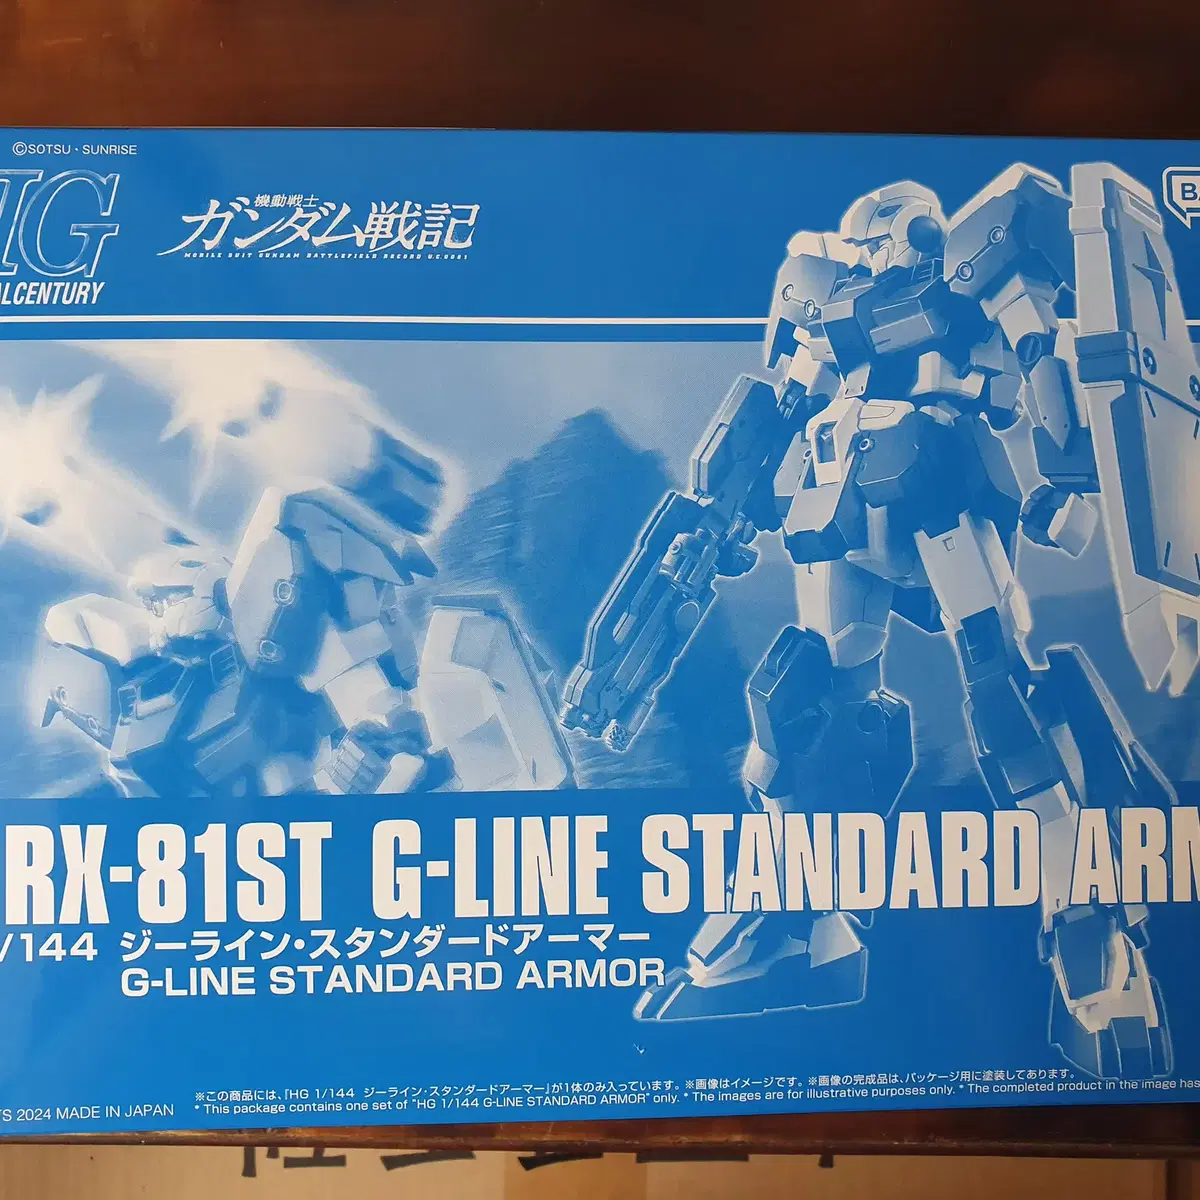 ©SOTSU・SUNRISE
HG
ALCENTURY
機動戦士
ガンダム戦記
MOBILE SUIT GUNDAM BATTLEFIELD RECORD U.C.0081
BA
RX-81ST G-LINE STANDARD ARM
/144 ジーライン・スタンダードアーマー
G-LINE STANDARD ARMOR
※この商品には、「HG 1/144 ジーライン・スタンダードアーマー」が1体のみ入っています。※画像はイメージです。※画像の完成品は、パッケージ用に塗装してあります。
* This package contains one set of "HG 1/144 G-LINE STANDARD ARMOR" only. * The images are for illustrative purposes only. * The completed product in the image has
TS 2024 MADE IN JAPAN